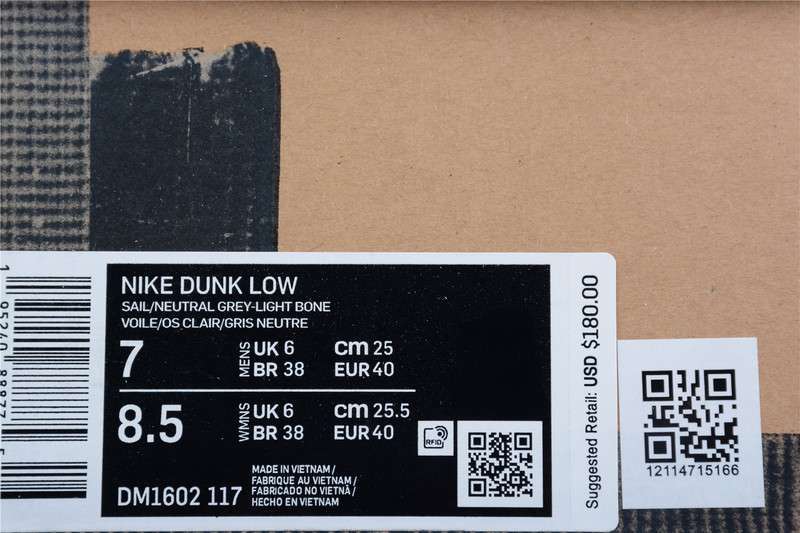 NIKE DUNK LOW
SAIL/NEUTRAL GREY-LIGHT BONE
VOILE/OS CLAIR/GRIS NEUTRE
7 MENS UK 6 cm 25
BR 38 EUR 40
8.5 WMNS UK 6 cm 25.5
BR 38 EUR 40
RFID
DM1602 117
MADE IN VIETNAM/
FABRIQUE AU VIETNAM/
FABRICADO NO VIETNÃ/
HECHO EN VIETNAM
Suggested Retail: USD $180.00
12114715166